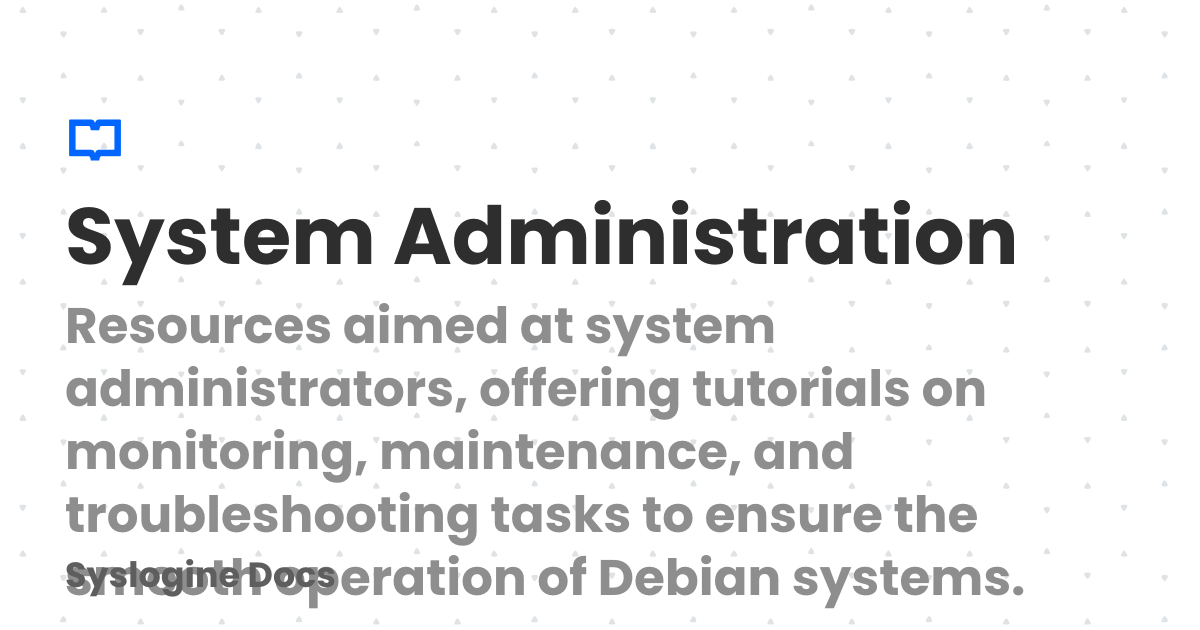 System Administration
Resources aimed at system
administrators, offering tutorials on
monitoring, maintenance, and
troubleshooting tasks to ensure the
smooth operation of Debian systems.
Syslogine Docs